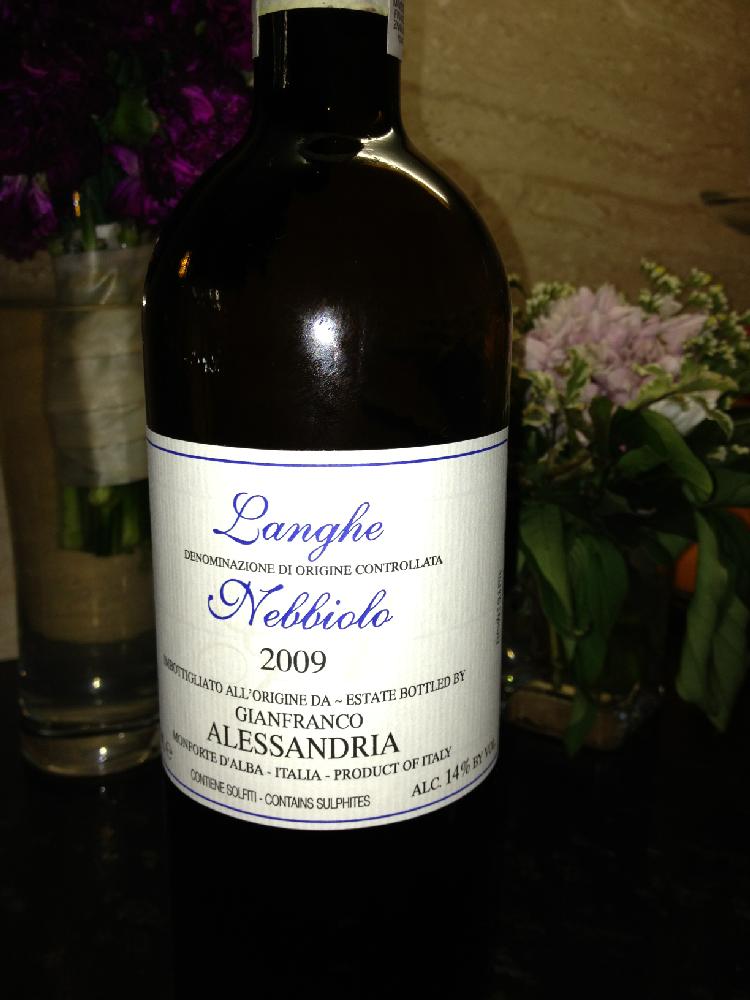 Langhe
DENOMINAZIONE DI ORIGINE CONTROLLATA
Nebbiolo
2009
IMBOTTIGLIATO ALL'ORIGINE DA ~ ESTATE BOTTLED BY
GIANFRANCO
ALESSANDRIA
MONFORTE D'ALBA - ITALIA - PRODUCT OF ITALY
CONTIENE SOLFITI - CONTAINS SULPHITES
ALC. 14% BY VOL